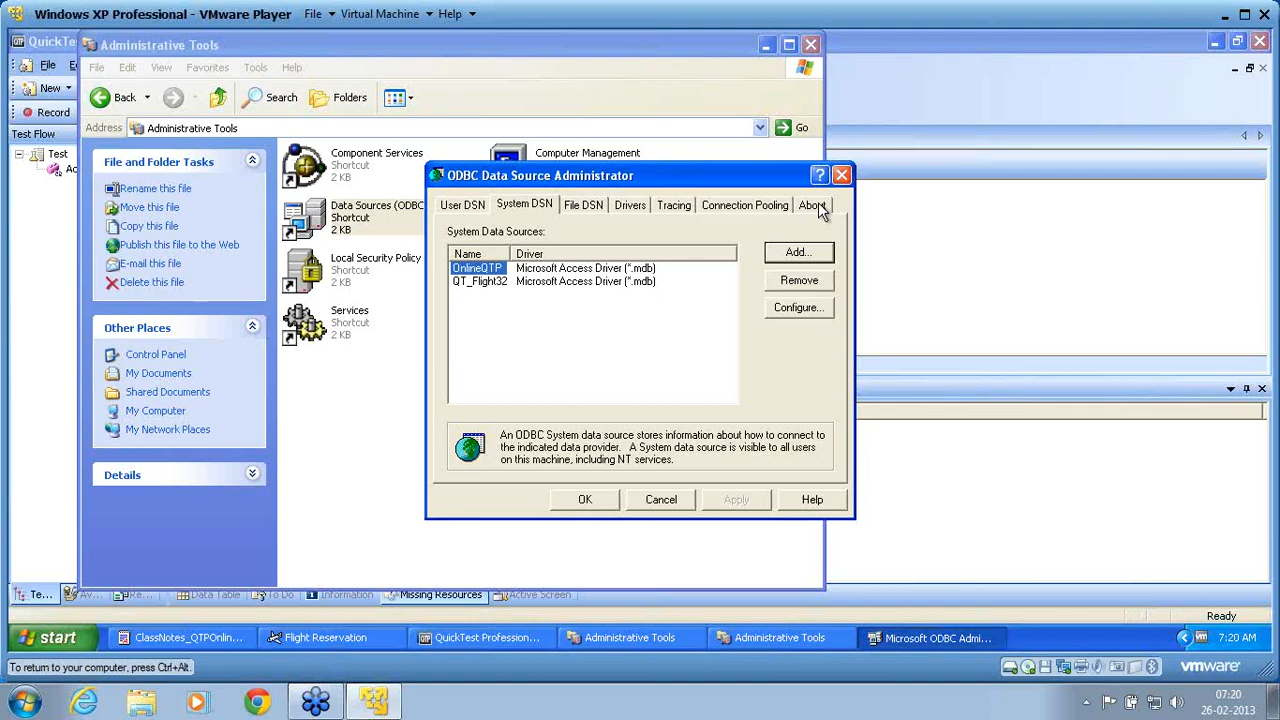 Windows XP Professional - VMware Player File Virtual Machine Help
QuickTe
Administrative Tools
File
File Edit View Favorites Tools Help
New
Back Search Folders
Record
Address Administrative Tools Go
Test Flow
Test
File and Folder Tasks
Rename this file
Move this file
Copy this file
Publish this file to the Web
E-mail this file
Delete this file
Other Places
Control Panel
My Documents
Shared Documents
My Computer
My Network Places
Details
Component Services
Shortcut
2 KB
Computer Management
Data Sources (ODBC
Shortcut
2 KB
Local Security Policy
Shortcut
2 KB
Services
Shortcut
2 KB
ODBC Data Source Administrator
User DSN System DSN File DSN Drivers Tracing Connection Pooling About
System Data Sources:
Name Driver
OnlineQTP Microsoft Access Driver (*.mdb)
QT_Flight32 Microsoft Access Driver (*.mdb)
Add...
Remove
Configure...
An ODBC System data source stores information about how to connect to
the indicated data provider. A System data source is visible to all users
on this machine, including NT services.
OK Cancel Apply Help
Te... Av... Re... Data Table To Do Information Missing Resources Active Screen
Ready
start ClassNotes_QTPOnlin... Flight Reservation QuickTest Profession... Administrative Tools Administrative Tools Microsoft ODBC Admi... 7:20 AM
To return to your computer, press Ctrl+Alt. vmware
07:20
26-02-2013